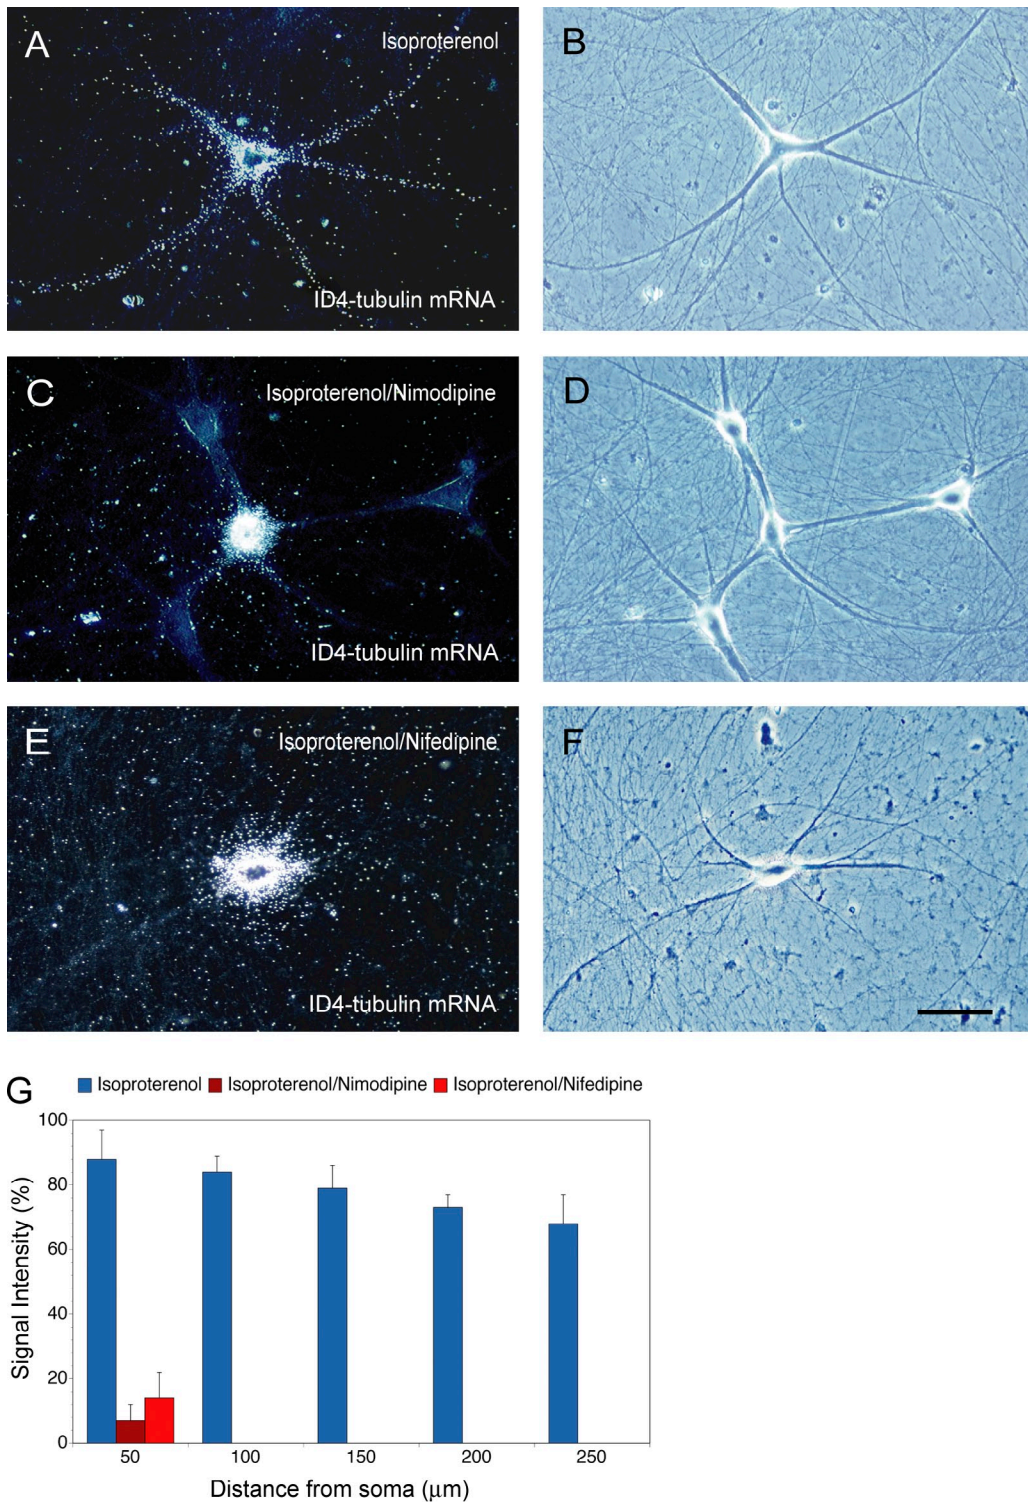 A
Isoproterenol
ID4-tubulin mRNA
B
C
Isoproterenol/Nimodipine
ID4-tubulin mRNA
D
E
Isoproterenol/Nifedipine
ID4-tubulin mRNA
F
G
Isoproterenol Isoproterenol/Nimodipine Isoproterenol/Nifedipine
Signal Intensity (%)
100
80
60
40
20
0
50 100 150 200 250
Distance from soma (μm)